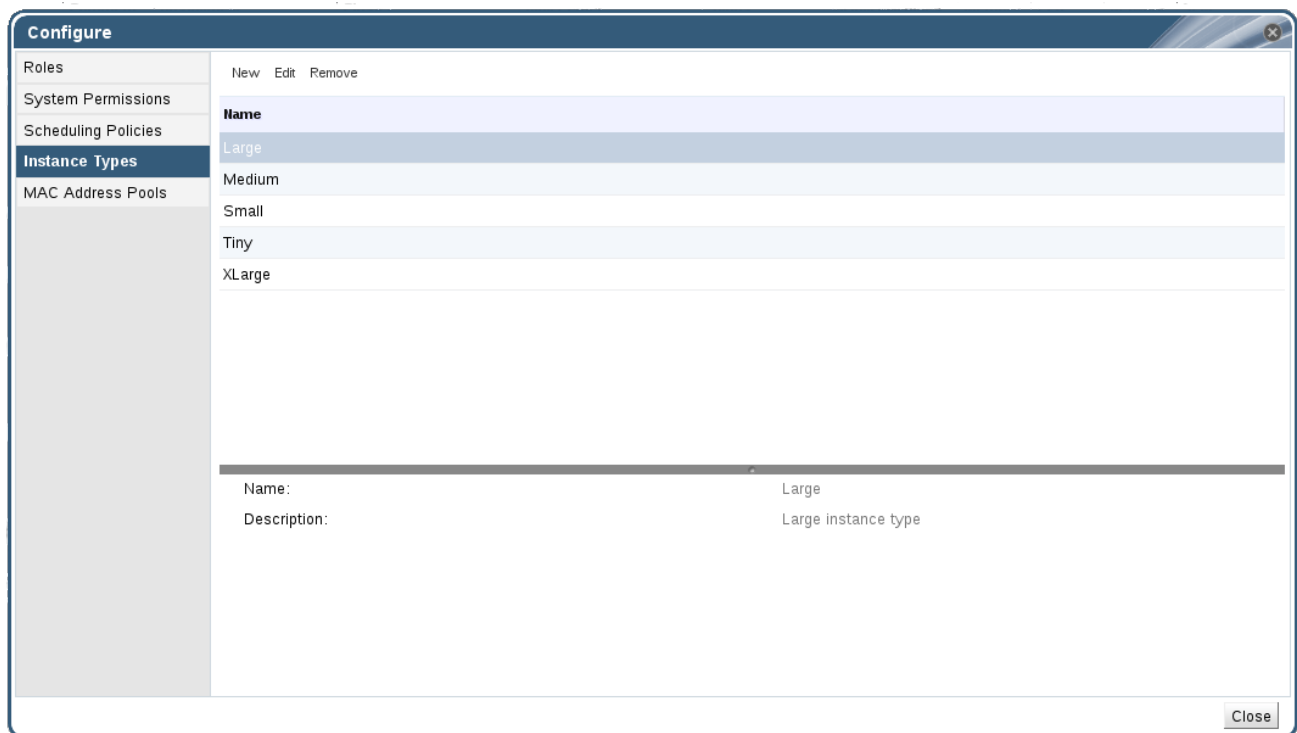 Configure
Roles
System Permissions
Scheduling Policies
Instance Types
MAC Address Pools
New Edit Remove
Name
Large
Medium
Small
Tiny
XLarge
Name: Large
Description: Large instance type
Close